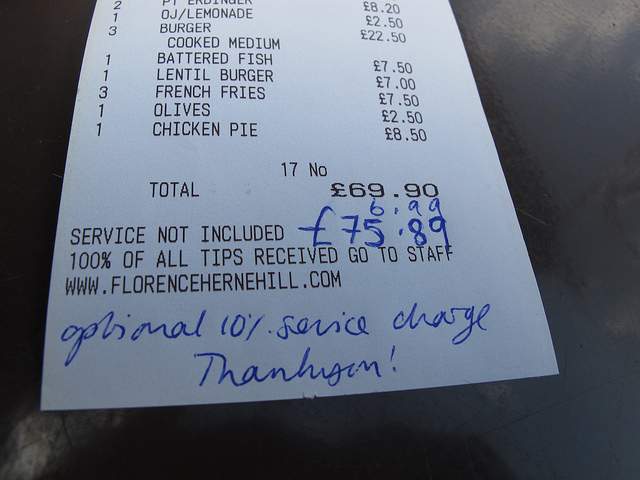 2 PT ERDINGER £8.20
1 OJ/LEMONADE £2.50
3 BURGER £22.50
COOKED MEDIUM
1 BATTERED FISH £7.50
1 LENTIL BURGER £7.00
3 FRENCH FRIES £7.50
1 OLIVES £2.50
1 CHICKEN PIE £8.50
17 No
TOTAL £69.90
6.99
SERVICE NOT INCLUDED £75.89
100% OF ALL TIPS RECEIVED GO TO STAFF
WWW.FLORENCEHERNEHILL.COM
optional 10% service charge
Thankyou!